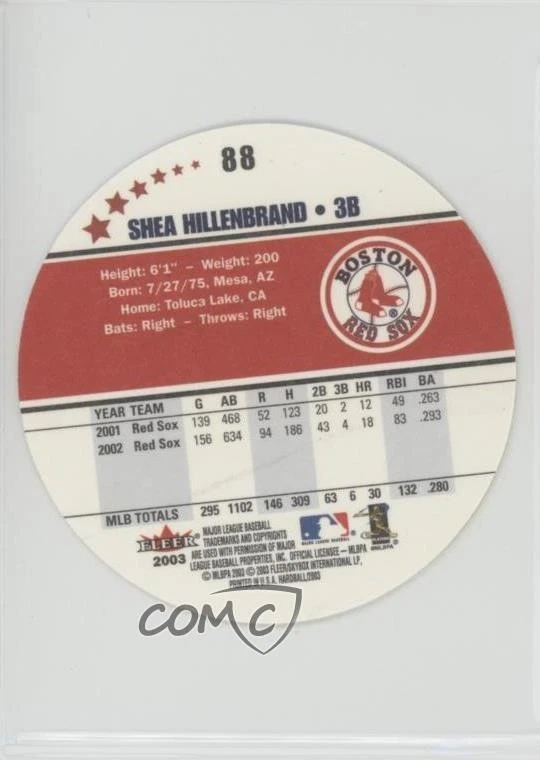 88
SHEA HILLENBRAND • 3B
Height: 6'1" – Weight: 200
Born: 7/27/75, Mesa, AZ
Home: Toluca Lake, CA
Bats: Right – Throws: Right
BOSTON
RED SOX
®
YEAR TEAM G AB R H 2B 3B HR RBI BA
2001 Red Sox 139 468 52 123 20 2 12 49 .263
2002 Red Sox 156 634 94 186 43 4 18 83 .293
MLB TOTALS 295 1102 146 309 63 6 30 132 .280
FLEER
2003
MAJOR LEAGUE BASEBALL
TRADEMARKS AND COPYRIGHTS
ARE USED WITH PERMISSION OF MAJOR
LEAGUE BASEBALL PROPERTIES, INC. OFFICIAL LICENSEE – MLBPA
© MLBPA 2003 © 2003 FLEER/SKYBOX INTERNATIONAL LP.
PRINTED IN U.S.A. HARDBALL/2003
MAJOR LEAGUE BASEBALL
COMC